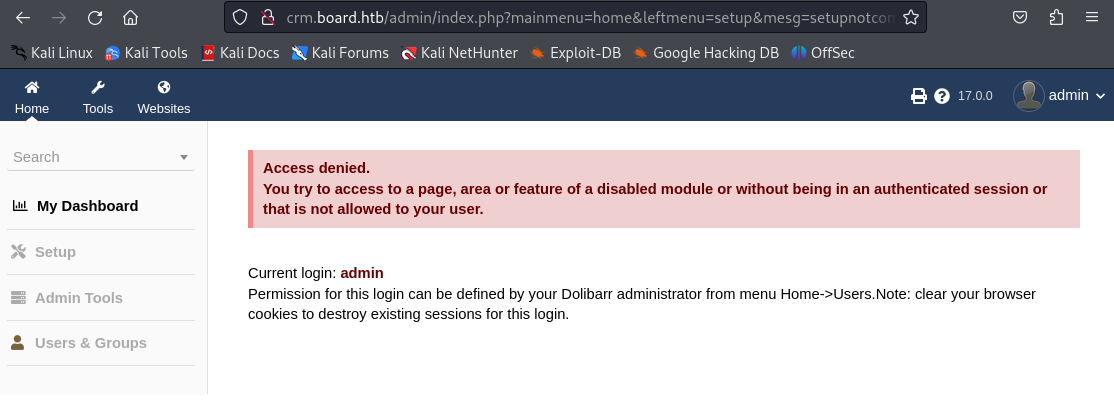 crm.board.htb/admin/index.php?mainmenu=home&leftmenu=setup&mesg=setupnotcon
Kali Linux Kali Tools Kali Docs Kali Forums Kali NetHunter Exploit-DB Google Hacking DB OffSec
Home Tools Websites 17.0.0 admin
Search
My Dashboard
Setup
Admin Tools
Users & Groups
Access denied.
You try to access to a page, area or feature of a disabled module or without being in an authenticated session or
that is not allowed to your user.
Current login: admin
Permission for this login can be defined by your Dolibarr administrator from menu Home->Users.Note: clear your browser
cookies to destroy existing sessions for this login.